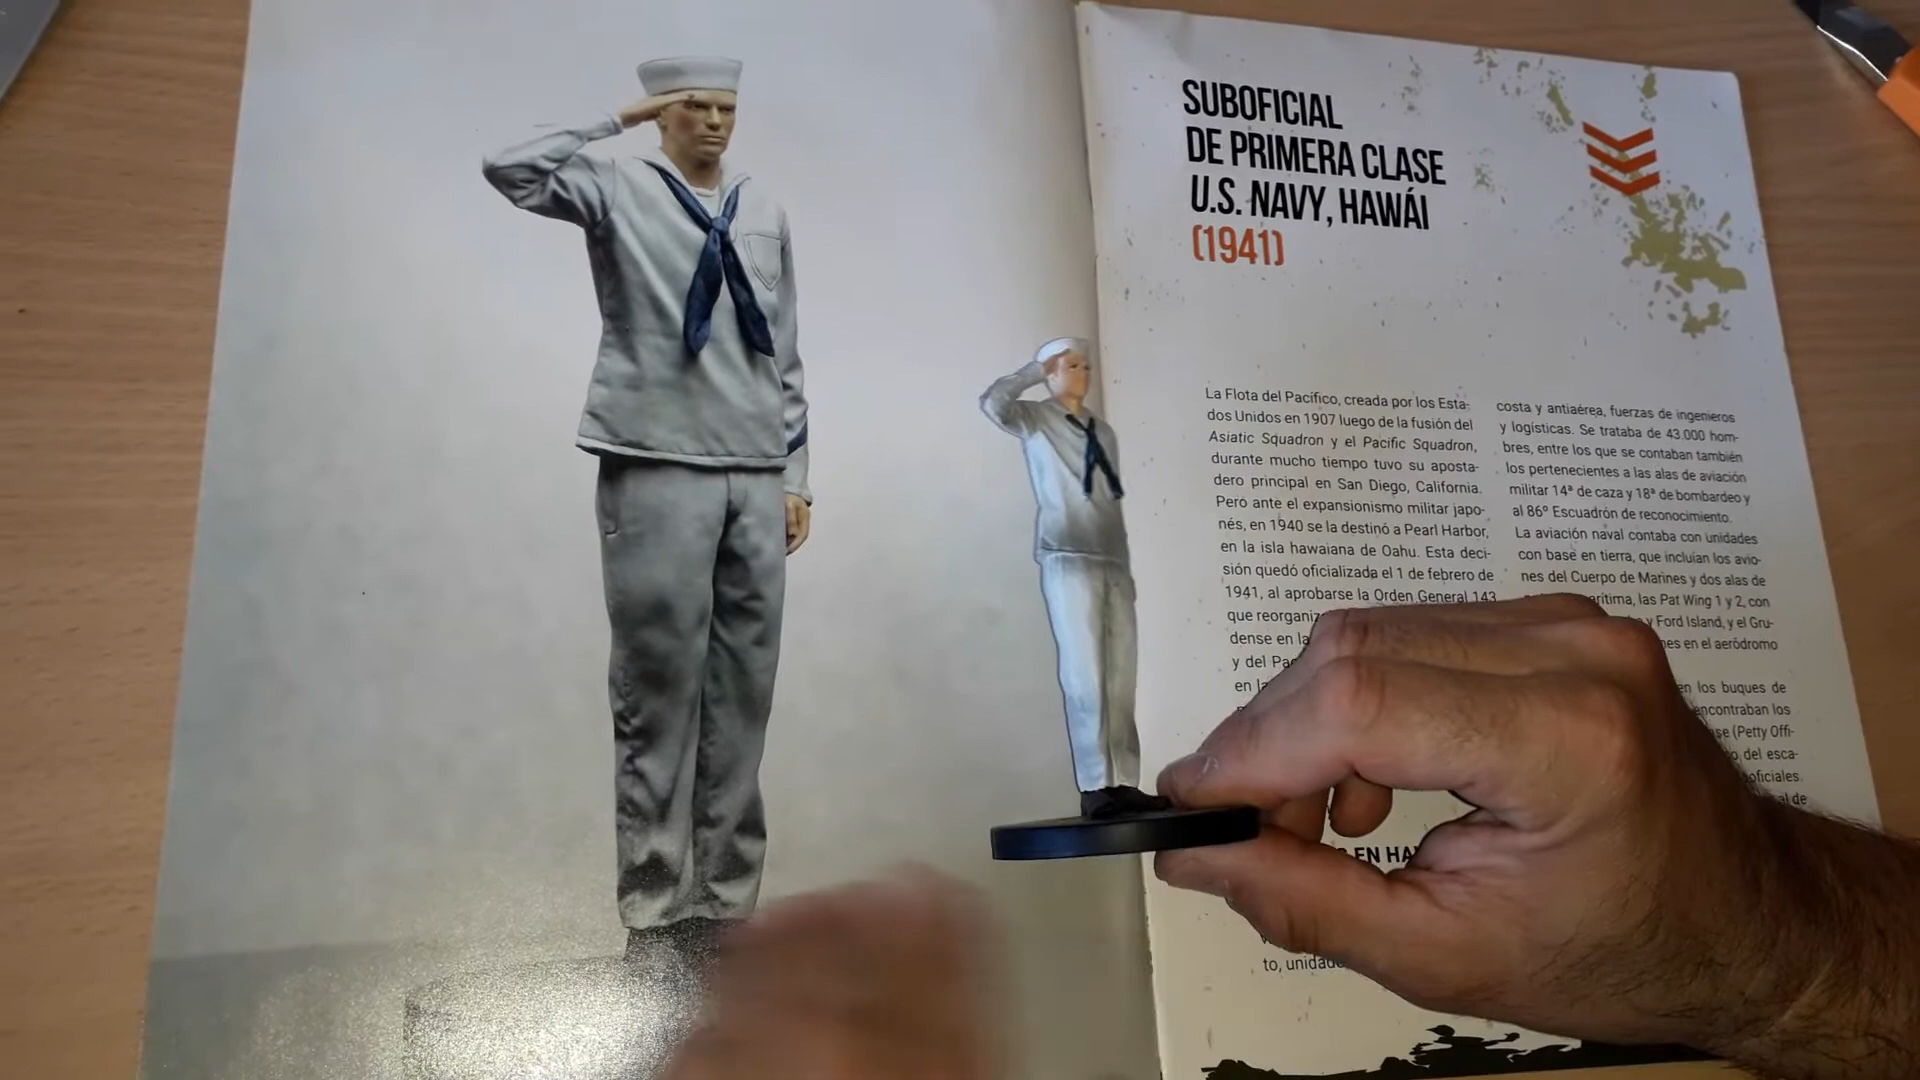 SUBOFICIAL
DE PRIMERA CLASE
U.S. NAVY, HAWÁI
(1941)
La Flota del Pacífico, creada por los Esta-
dos Unidos en 1907 luego de la fusión del
Asiatic Squadron y el Pacific Squadron,
durante mucho tiempo tuvo su aposta-
dero principal en San Diego, California.
Pero ante el expansionismo militar japo-
nés, en 1940 se la destinó a Pearl Harbor,
en la isla hawaiana de Oahu. Esta deci-
sión quedó oficializada el 1 de febrero de
1941, al aprobarse la Orden General 143
que
dense en la
y del
en
to,
costa y antiaérea, fuerzas de ingenieros
y logísticas. Se trataba de 43.000 hom-
bres, entre los que se contaban también
los pertenecientes a las alas de aviación
militar 14ª de caza y 18ª de bombardeo y
al 86º Escuadrón de reconocimiento.
La aviación naval contaba con unidades
con base en tierra, que incluían los avio-
nes del Cuerpo de Marines y dos alas de
las Pat Wing 1 y 2, con
y Ford Island, y el Gru-
en el aeródromo
en los buques de
encontraban los
(Petty Offi-
del esca-
de
EN